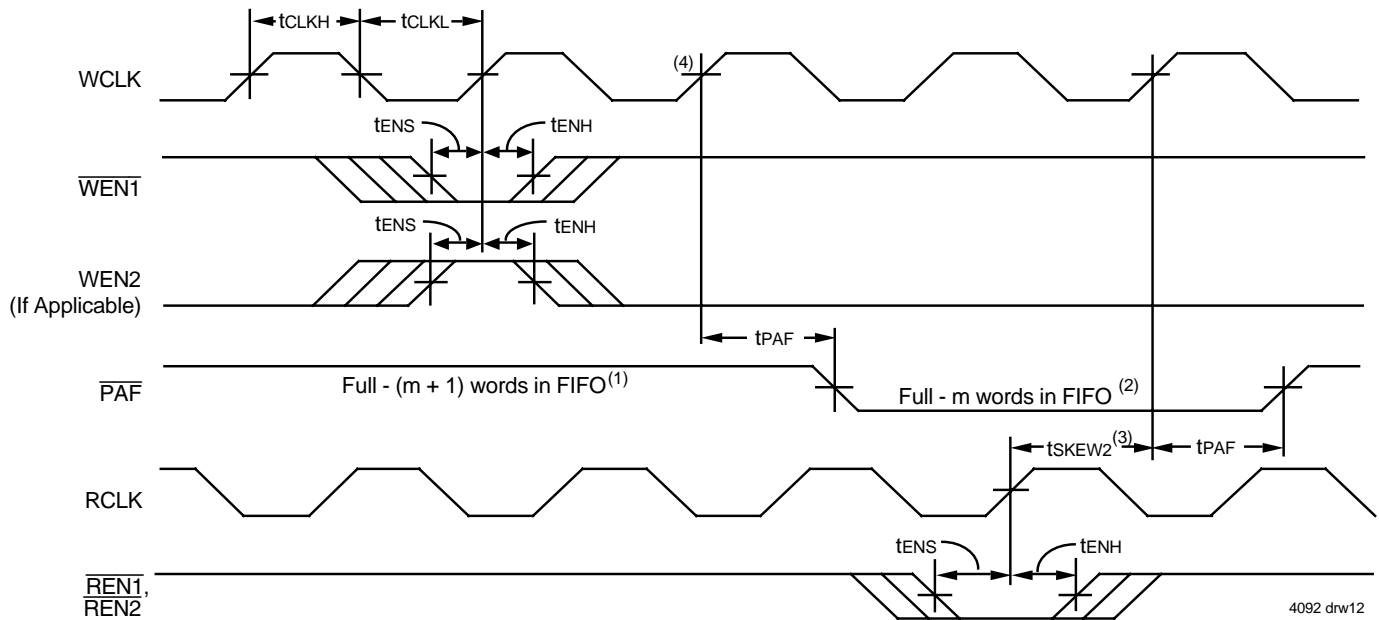 tCLKH tCLKL
WCLK (4)
tENS tENH
WEN1
tENS tENH
WEN2
(If Applicable)
tPAF
PAF Full - (m + 1) words in FIFO(1) Full - m words in FIFO (2)
tSKEW2(3) tPAF
RCLK
tENS tENH
REN1,
REN2
4092 drw12